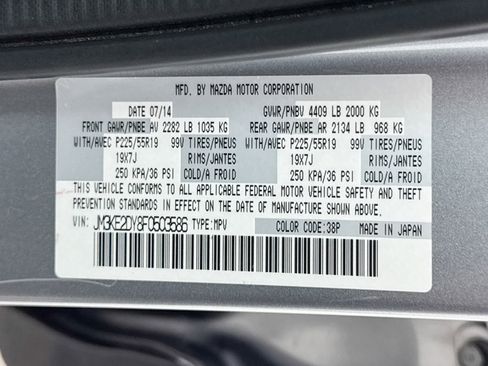 MFD. BY MAZDA MOTOR CORPORATION
DATE 07/14 GVWR/PNBV 4409 LB 2000 KG
FRONT GAWR/PNBE AV 2282 LB 1035 KG REAR GAWR/PNBE AR 2134 LB 968 KG
WITH/AVEC P225/55R19 99V TIRES/PNEUS WITH/AVEC P225/55R19 99V TIRES/PNEUS
19X7J RIMS/JANTES 19X7J RIMS/JANTES
250 KPA/36 PSI COLD/A FROID 250 KPA/36 PSI COLD/A FROID
THIS VEHICLE CONFORMS TO ALL APPLICABLE FEDERAL MOTOR VEHICLE SAFETY AND THEFT
PREVENTION STANDARDS IN EFFECT ON THE DATE OF MANUFACTURE SHOWN ABOVE.
VIN: JM3KE2DY8F0503586 TYPE:MPV COLOR CODE:38P MADE IN JAPAN